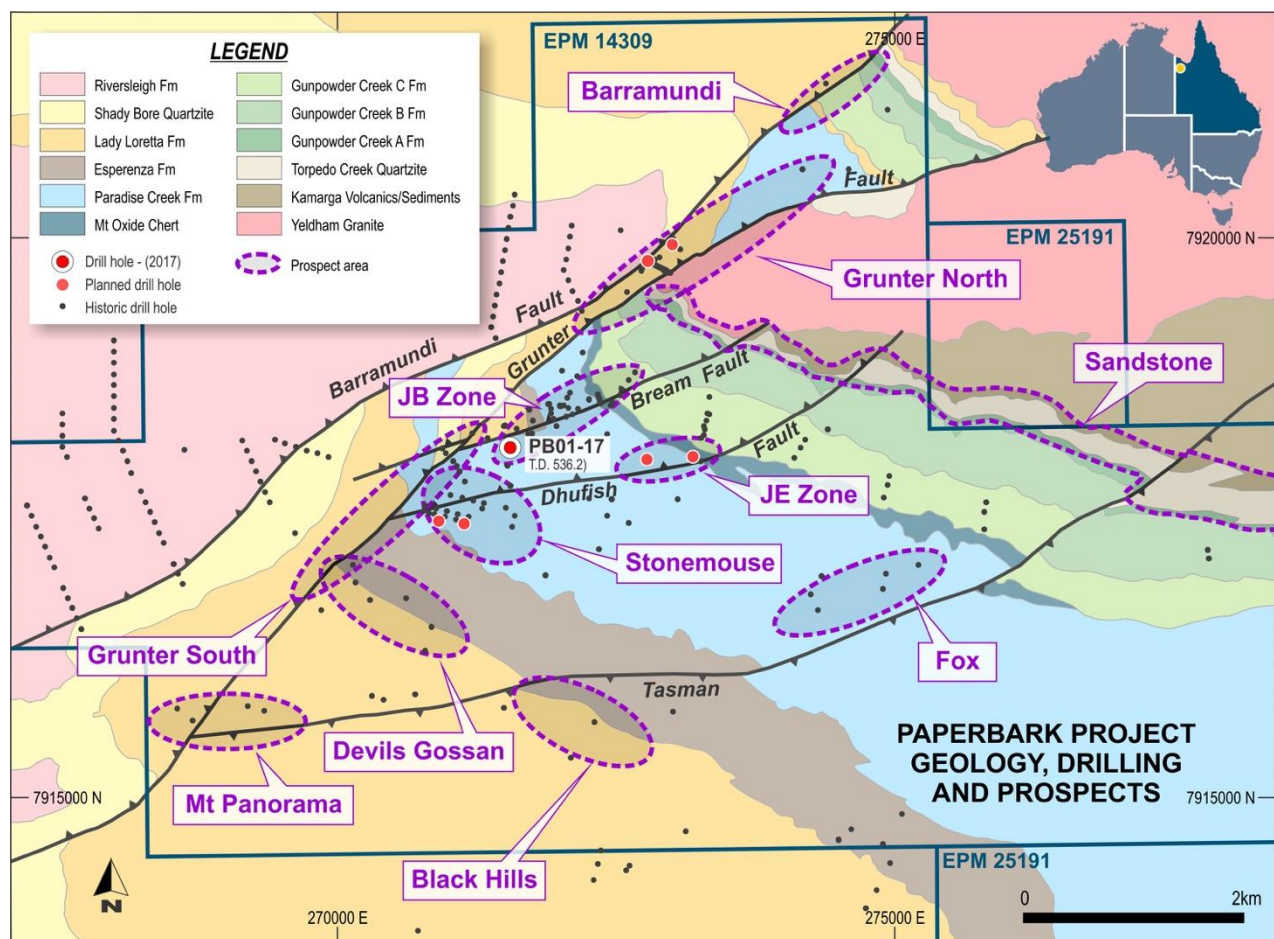 LEGEND
Riversleigh Fm
Shady Bore Quartzite
Lady Loretta Fm
Esperenza Fm
Paradise Creek Fm
Mt Oxide Chert
Gunpowder Creek C Fm
Gunpowder Creek B Fm
Gunpowder Creek A Fm
Torpedo Creek Quartzite
Kamarga Volcanics/Sediments
Yeldham Granite
Drill hole - (2017)
Planned drill hole
Historic drill hole
Prospect area
EPM 14309
275000 E
Barramundi
Fault
7920000 N
EPM 25191
Grunter North
Sandstone
Barramundi
Fault
Grunter
JB Zone
Bream
Fault
PB01-17
T.D. 536.2)
Dhufish
Fault
JE Zone
Stonemouse
Grunter South
Fox
Tasman
Devils Gossan
Mt Panorama
Black Hills
PAPERBARK PROJECT
GEOLOGY, DRILLING
AND PROSPECTS
7915000 N
7915000 N
EPM 25191
N
270000 E
275000 E
0
2km